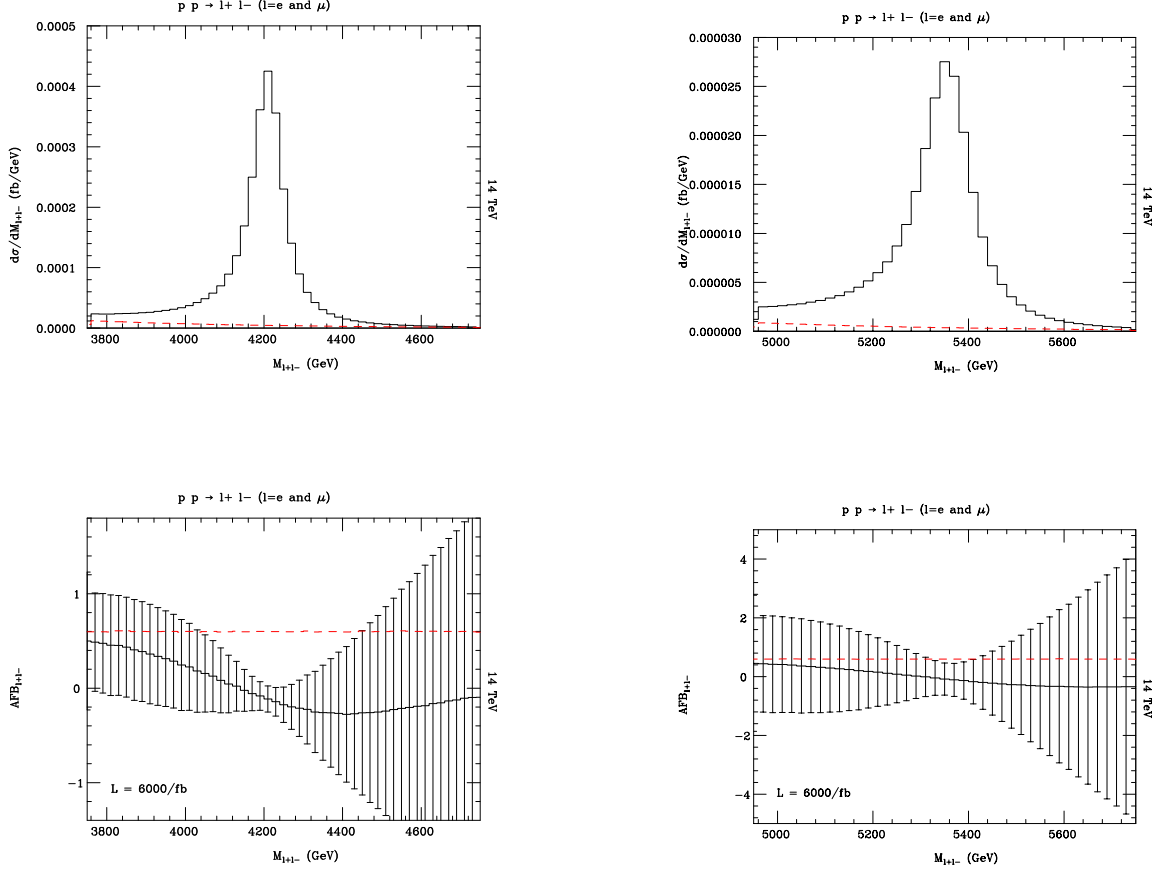 p p → l+ l− (l=e and μ)
0.0005
0.0004
0.0003
0.0002
0.0001
0.0000
dσ/dM_l+l− (fb/GeV)
3800 4000 4200 4400 4600
M_l+l− (GeV)
14 TeV
p p → l+ l− (l=e and μ)
0.000030
0.000025
0.000020
0.000015
0.000010
0.000005
0.000000
dσ/dM_l+l− (fb/GeV)
5000 5200 5400 5600
M_l+l− (GeV)
14 TeV
p p → l+ l− (l=e and μ)
1
0
−1
AFB_l+l−
L = 6000/fb
3800 4000 4200 4400 4600
M_l+l− (GeV)
14 TeV
p p → l+ l− (l=e and μ)
4
2
0
−2
−4
AFB_l+l−
L = 6000/fb
5000 5200 5400 5600
M_l+l− (GeV)
14 TeV